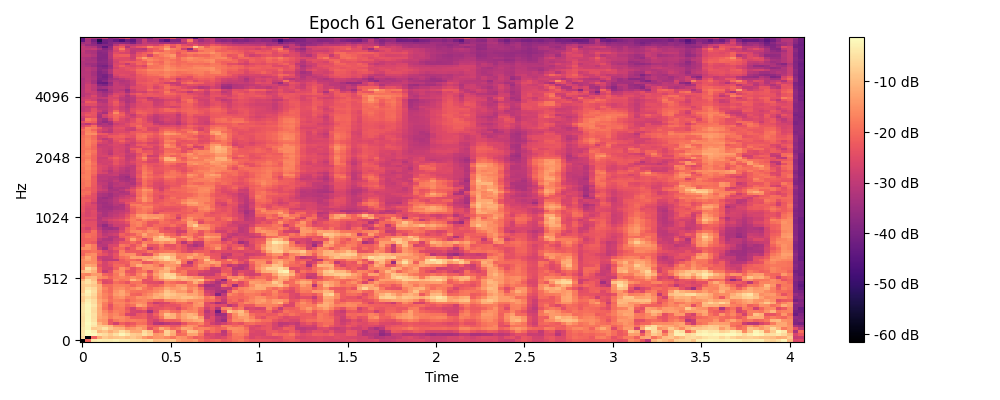 Epoch 61 Generator 1 Sample 2
4096
2048
1024
512
0
Hz
0
0.5
1
1.5
2
2.5
3
3.5
4
Time
-10 dB
-20 dB
-30 dB
-40 dB
-50 dB
-60 dB